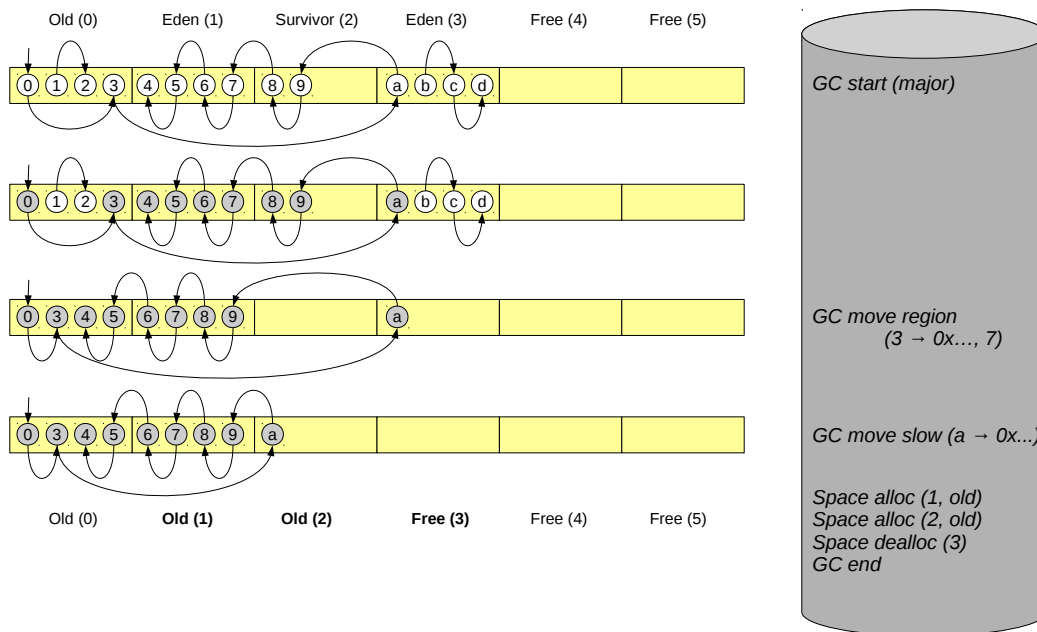 Old (0) Eden (1) Survivor (2) Eden (3) Free (4) Free (5)
0 1 2 3 4 5 6 7 8 9 a b c d
GC start (major)
0 1 2 3 4 5 6 7 8 9 a b c d
0 3 4 5 6 7 8 9 a
GC move region
(3 → 0x…, 7)
0 3 4 5 6 7 8 9 a
GC move slow (a → 0x...)
Space alloc (1, old)
Old (0) Old (1) Old (2) Free (3) Free (4) Free (5)
Space alloc (2, old)
Space dealloc (3)
GC end